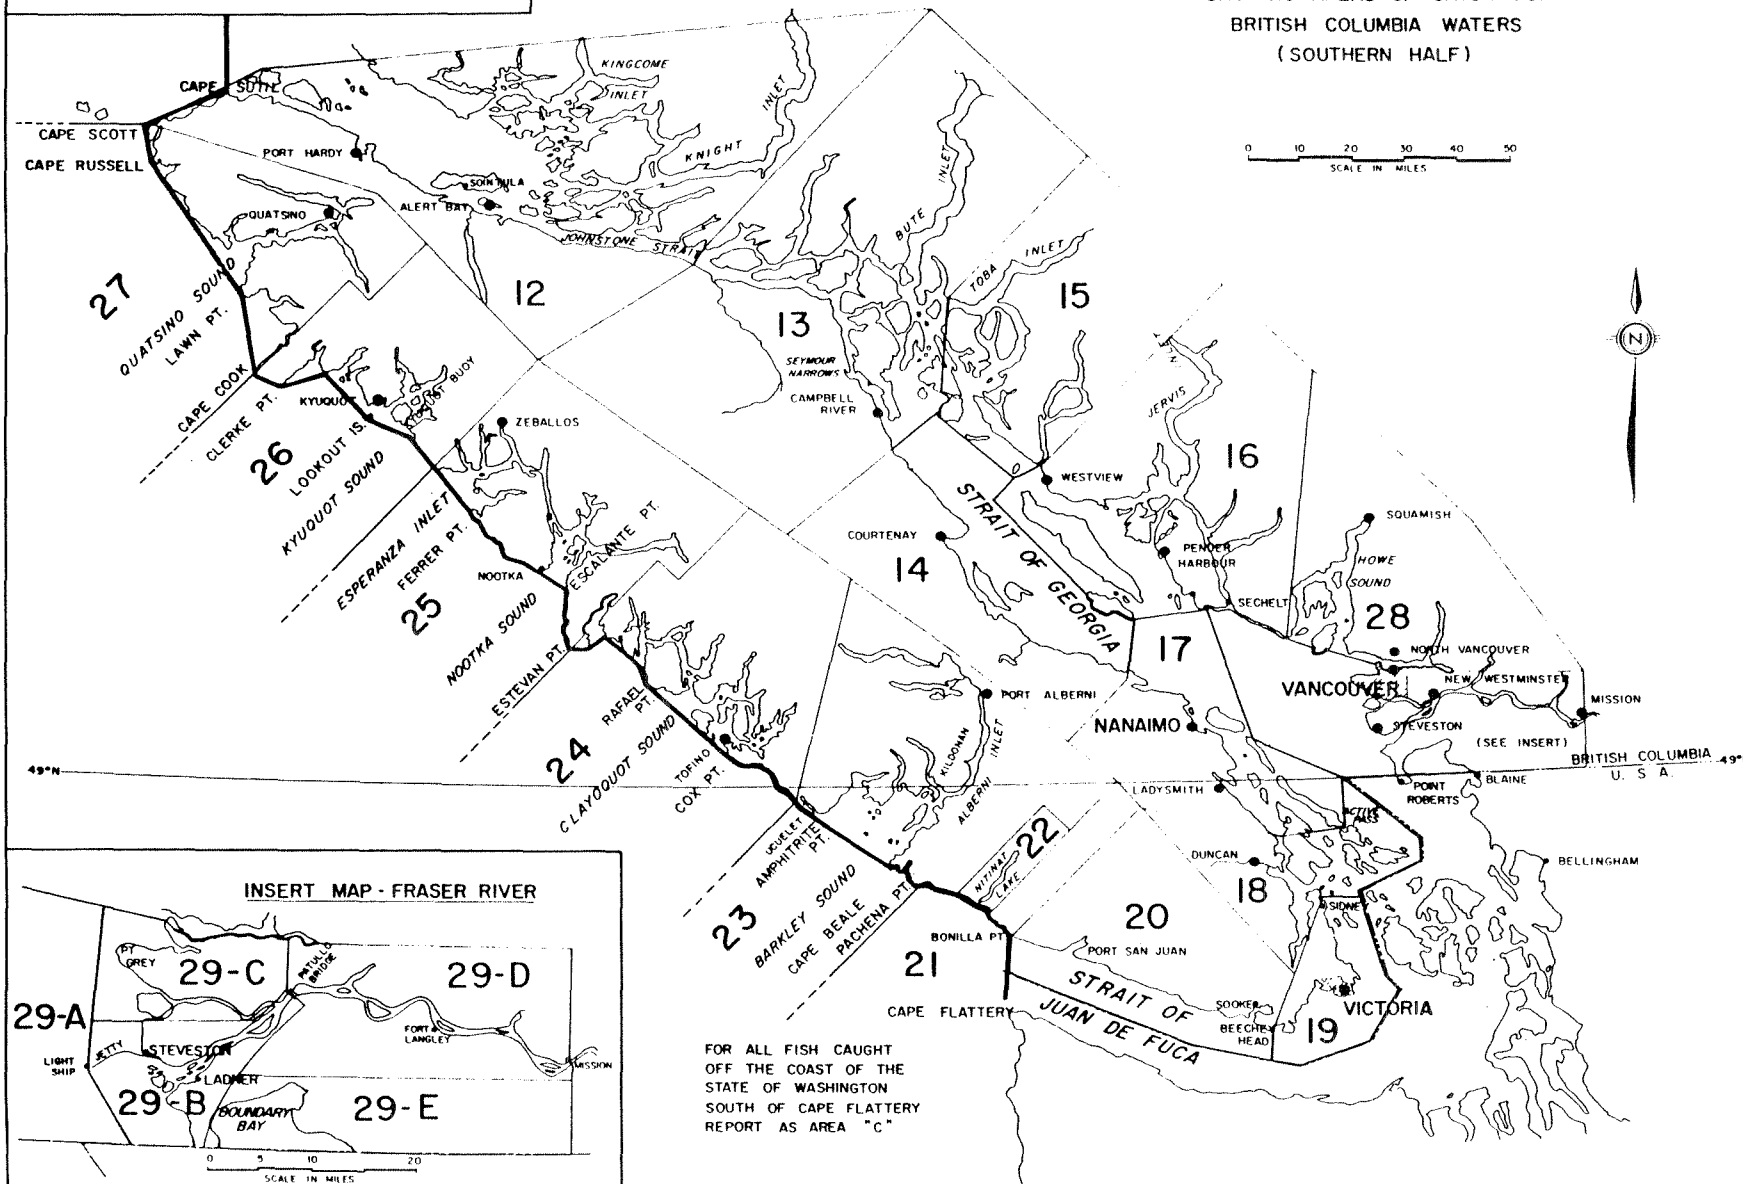 BRITISH COLUMBIA WATERS
(SOUTHERN HALF)
0 10 20 30 40 50
SCALE IN MILES
N
CAPE SUTIL
CAPE SCOTT
CAPE RUSSELL
PORT HARDY
SOINTULA
ALERT BAY
KINGCOME
INLET
KNIGHT INLET
JOHNSTONE STRAIT
QUATSINO
27
QUATSINO SOUND
LAWN PT.
CAPE COOK
CLERKE PT.
12
13
SEYMOUR
NARROWS
CAMPBELL
RIVER
BUTE INLET
TOBA INLET
15
JERVIS
16
WESTVIEW
KYUQUOT
26
LOOKOUT IS.
KYUQUOT SOUND
BUOY
ZEBALLOS
ESPERANZA INLET
FERRER PT.
25
NOOTKA
NOOTKA SOUND
ESCALANTE PT.
ESTEVAN PT.
COURTENAY
14
STRAIT OF GEORGIA
PENDER
HARBOUR
SECHELT
SQUAMISH
HOWE
SOUND
28
17
NORTH VANCOUVER
VANCOUVER
NEW WESTMINSTER
MISSION
STEVESTON
(SEE INSERT)
BRITISH COLUMBIA
U. S. A.
49°
49°N
RAFAEL
PT.
24
CLAYOQUOT SOUND
TOFINO
COX PT.
PORT ALBERNI
NANAIMO
KILDONAN
ALBERNI INLET
LADYSMITH
POINT
ROBERTS
BLAINE
ACTIVE
PASS
UCUELET
AMPHITRITE
PT.
23
BARKLEY SOUND
CAPE BEALE
PACHENA PT.
NITINAT
LAKE
22
DUNCAN
18
BELLINGHAM
SIDNEY
20
BONILLA PT.
PORT SAN JUAN
21
CAPE FLATTERY
STRAIT OF
JUAN DE FUCA
SOOKE
BEECHEY
HEAD
19
VICTORIA
FOR ALL FISH CAUGHT
OFF THE COAST OF THE
STATE OF WASHINGTON
SOUTH OF CAPE FLATTERY
REPORT AS AREA "C"
INSERT MAP - FRASER RIVER
PT
GREY
29-C
PATULLO
BRIDGE
29-D
29-A
LIGHT
SHIP
JETTY
STEVESTON
FORT
LANGLEY
MISSION
LADNER
29-B
BOUNDARY
BAY
29-E
0 5 10 20
SCALE IN MILES